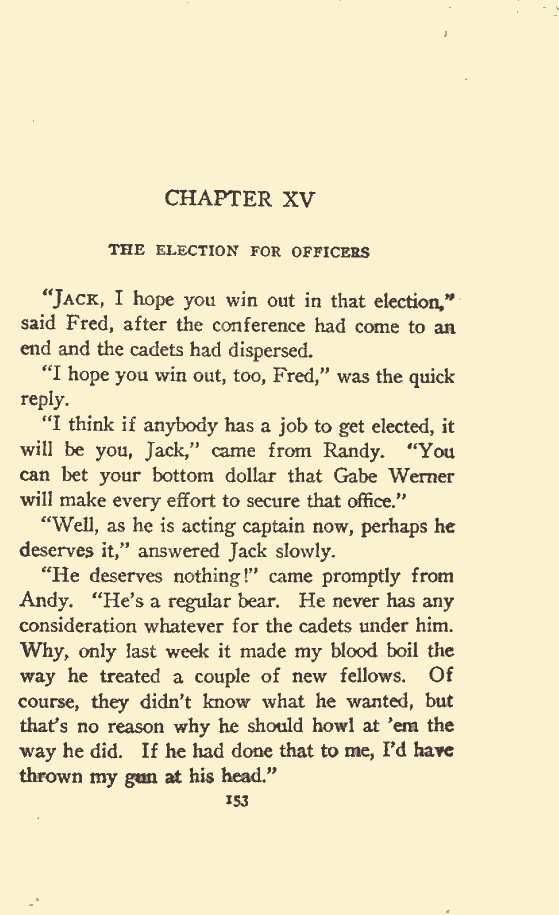 CHAPTER XV
THE ELECTION FOR OFFICERS
“JACK, I hope you win out in that election,”
said Fred, after the conference had come to an
end and the cadets had dispersed.
“I hope you win out, too, Fred,” was the quick
reply.
“I think if anybody has a job to get elected, it
will be you, Jack,” came from Randy. “You
can bet your bottom dollar that Gabe Werner
will make every effort to secure that office.”
“Well, as he is acting captain now, perhaps he
deserves it,” answered Jack slowly.
“He deserves nothing!” came promptly from
Andy. “He’s a regular bear. He never has any
consideration whatever for the cadets under him.
Why, only last week it made my blood boil the
way he treated a couple of new fellows. Of
course, they didn’t know what he wanted, but
that’s no reason why he should howl at ’em the
way he did. If he had done that to me, I’d have
thrown my gun at his head.”
153